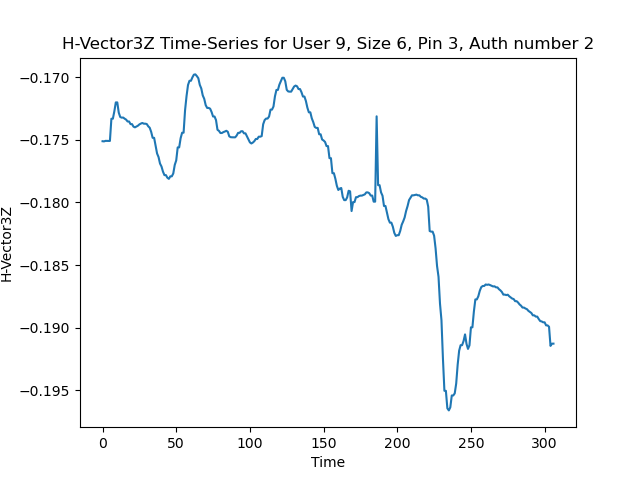 H-Vector3Z Time-Series for User 9, Size 6, Pin 3, Auth number 2
H-Vector3Z
−0.170
−0.175
−0.180
−0.185
−0.190
−0.195
0 50 100 150 200 250 300
Time